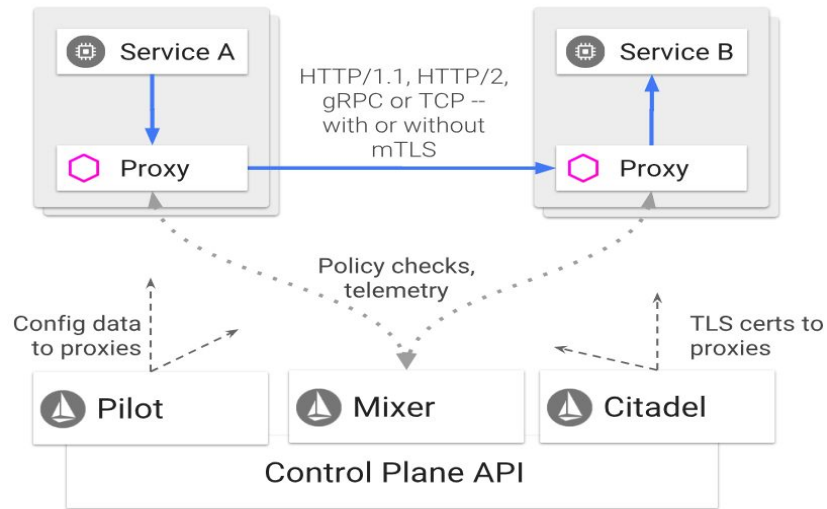 Service A
Service B
HTTP/1.1, HTTP/2,
gRPC or TCP --
with or without
mTLS
Proxy
Proxy
Policy checks,
telemetry
Config data
to proxies
TLS certs to
proxies
Pilot
Mixer
Citadel
Control Plane API